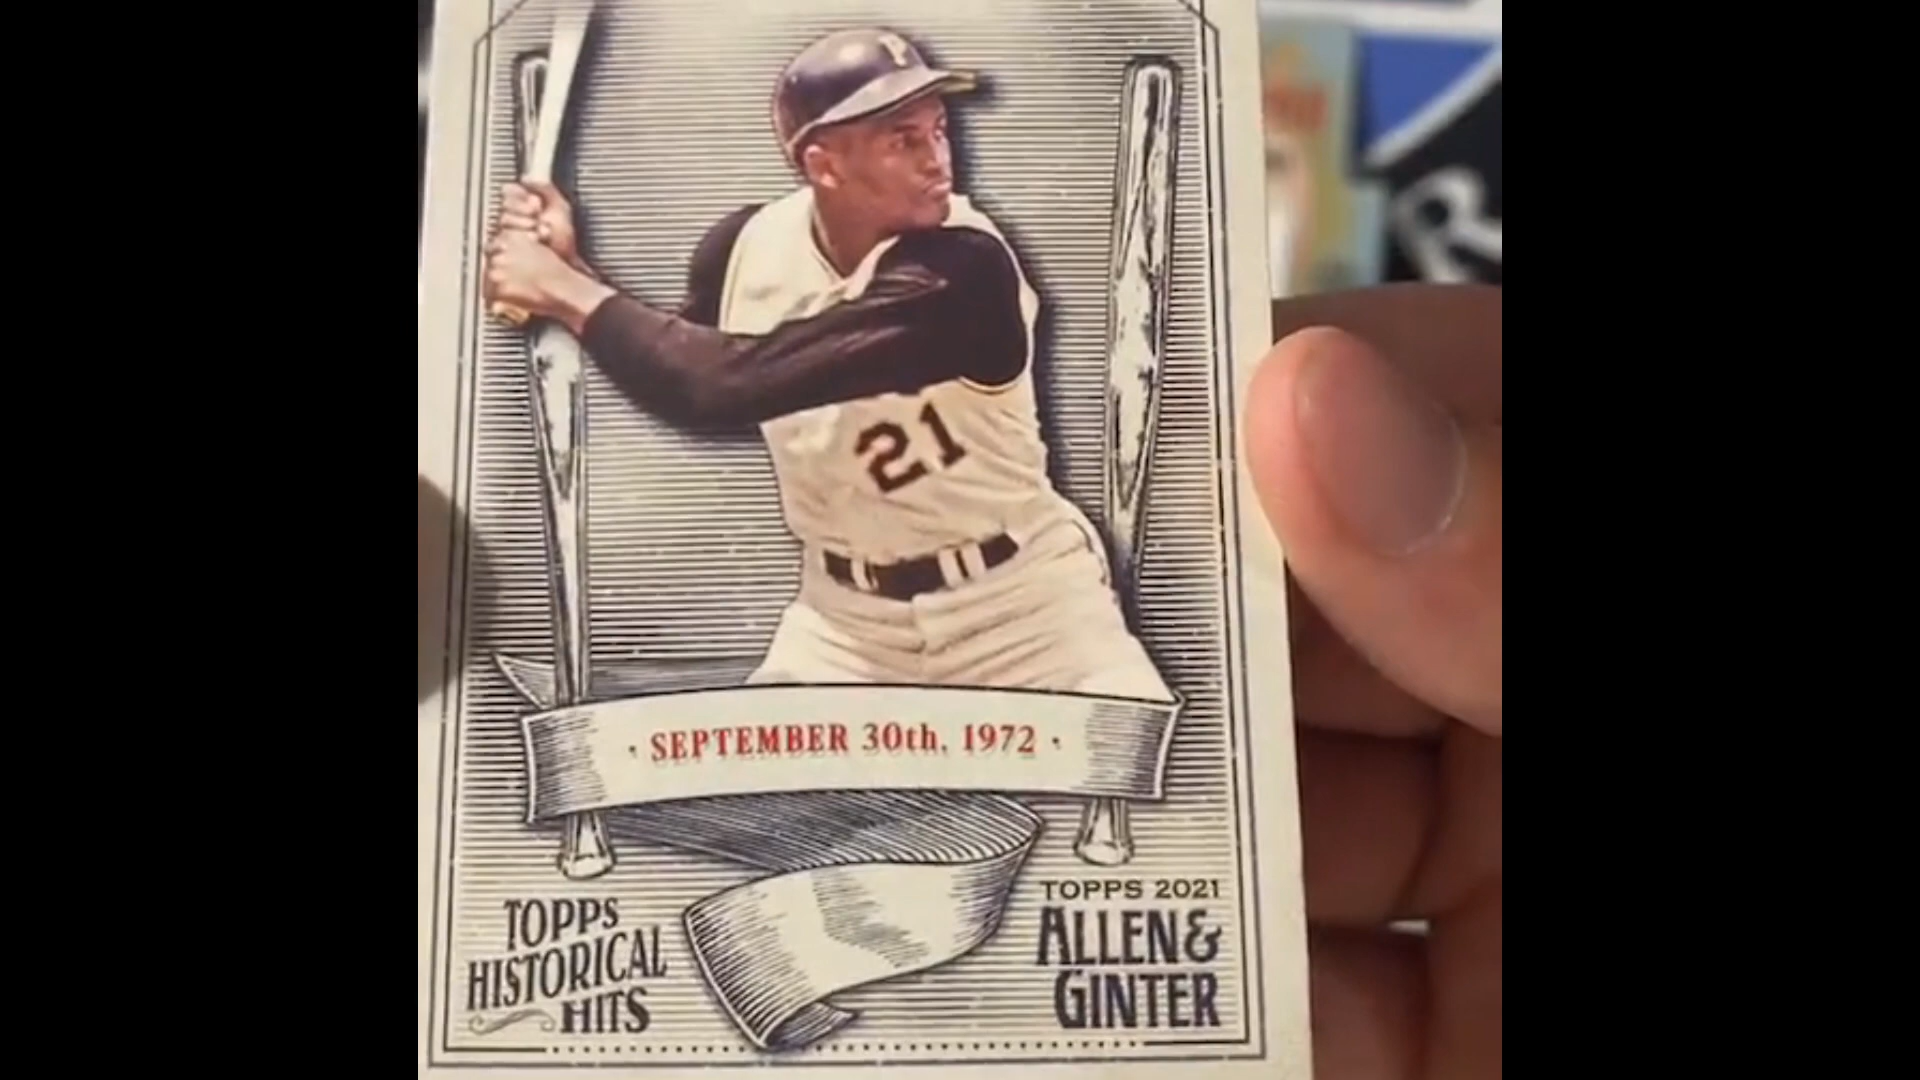 P
R
21
· SEPTEMBER 30th, 1972 ·
TOPPS
HISTORICAL
HITS
TOPPS 2021
ALLEN &
GINTER